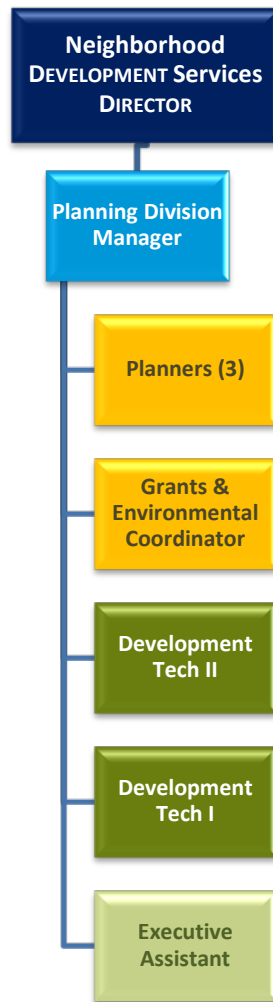 Neighborhood
DEVELOPMENT Services
DIRECTOR
Planning Division
Manager
Planners (3)
Grants &
Environmental
Coordinator
Development
Tech II
Development
Tech I
Executive
Assistant